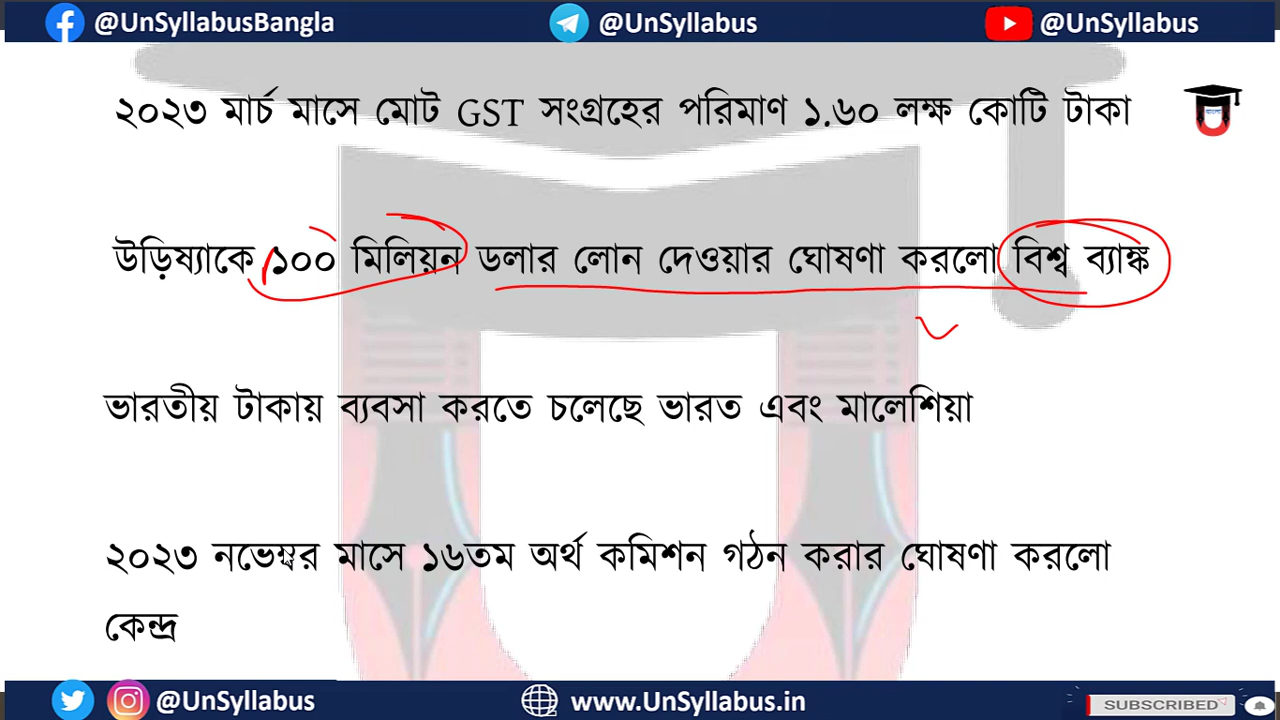 @UnSyllabusBangla @UnSyllabus @UnSyllabus
২০২৩ মার্চ মাসে মোট GST সংগ্রহের পরিমাণ ১.৬০ লক্ষ কোটি টাকা
উড়িষ্যাকে ১০০ মিলিয়ন ডলার লোন দেওয়ার ঘোষণা করলো বিশ্ব ব্যাঙ্ক
ভারতীয় টাকায় ব্যবসা করতে চলেছে ভারত এবং মালেশিয়া
২০২৩ নভেম্বর মাসে ১৬তম অর্থ কমিশন গঠন করার ঘোষণা করলো
কেন্দ্র
@UnSyllabus www.UnSyllabus.in SUBSCRIBED